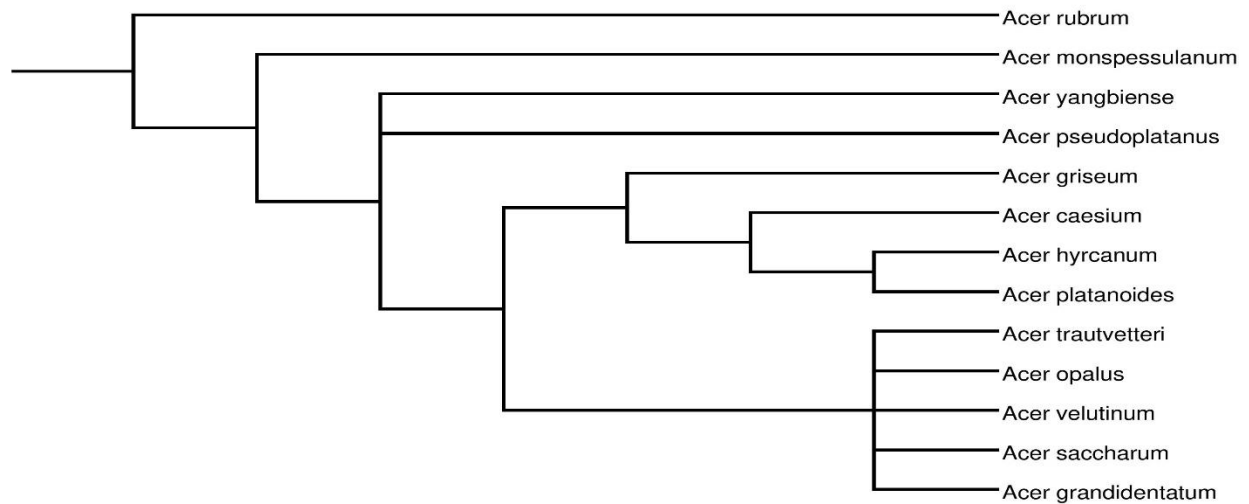 Acer rubrum
Acer monspessulanum
Acer yangbiense
Acer pseudoplatanus
Acer griseum
Acer caesium
Acer hyrcanum
Acer platanoides
Acer trautvetteri
Acer opalus
Acer velutinum
Acer saccharum
Acer grandidentatum